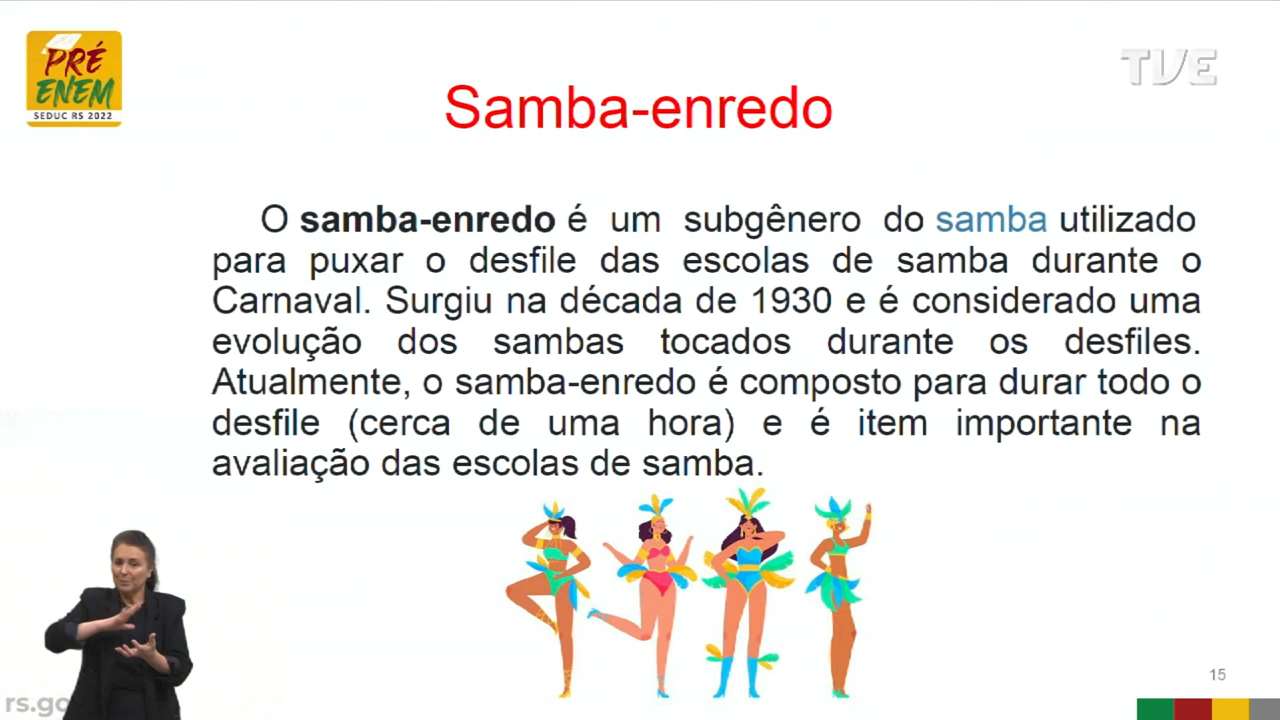 PRÉ
ENEM
SEDUC RS 2022
TVE
Samba-enredo
O samba-enredo é um subgênero do samba utilizado
para puxar o desfile das escolas de samba durante o
Carnaval. Surgiu na década de 1930 e é considerado uma
evolução dos sambas tocados durante os desfiles.
Atualmente, o samba-enredo é composto para durar todo o
desfile (cerca de uma hora) e é item importante na
avaliação das escolas de samba.
15
rs.go